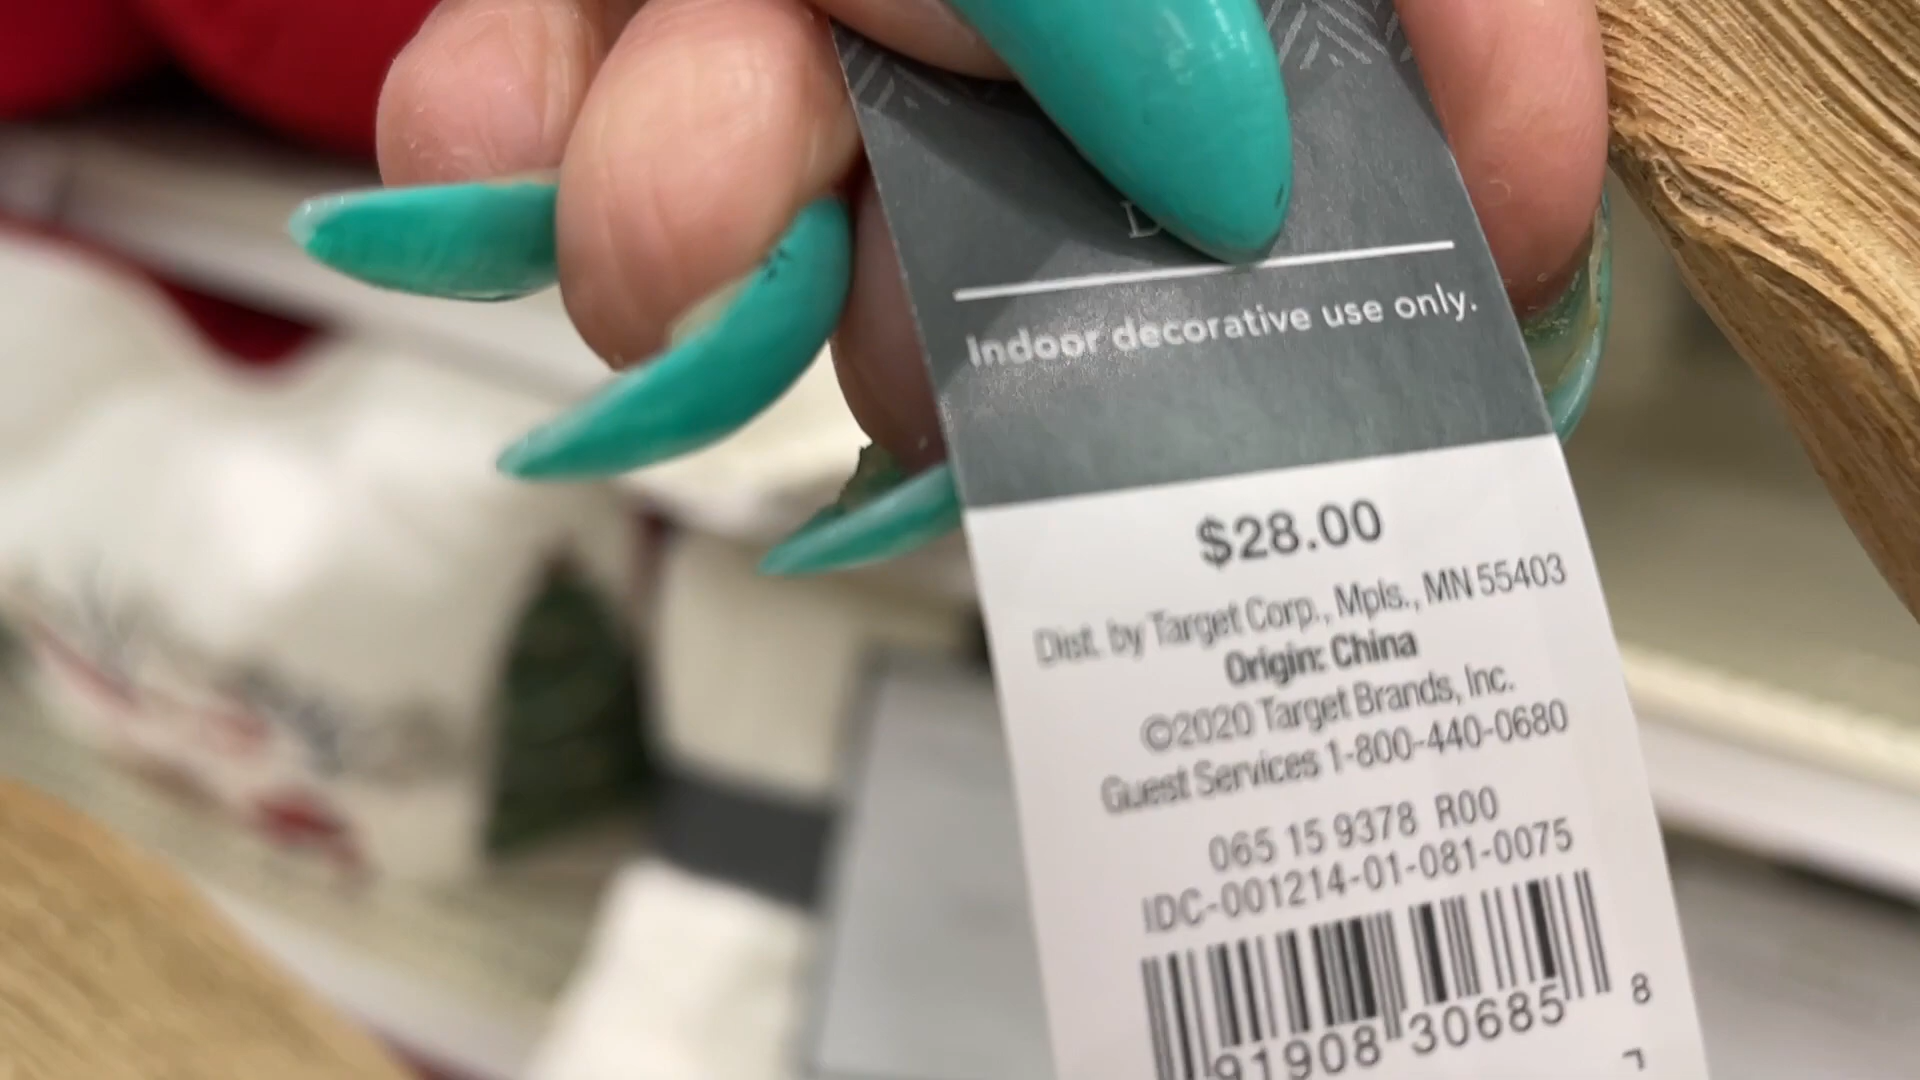 Indoor decorative use only.
$28.00
Dist. by Target Corp., Mpls., MN 55403
Origin: China
©2020 Target Brands, Inc.
Guest Services 1-800-440-0680
065 15 9378 R00
IDC-001214-01-081-0075
91908 30685 8